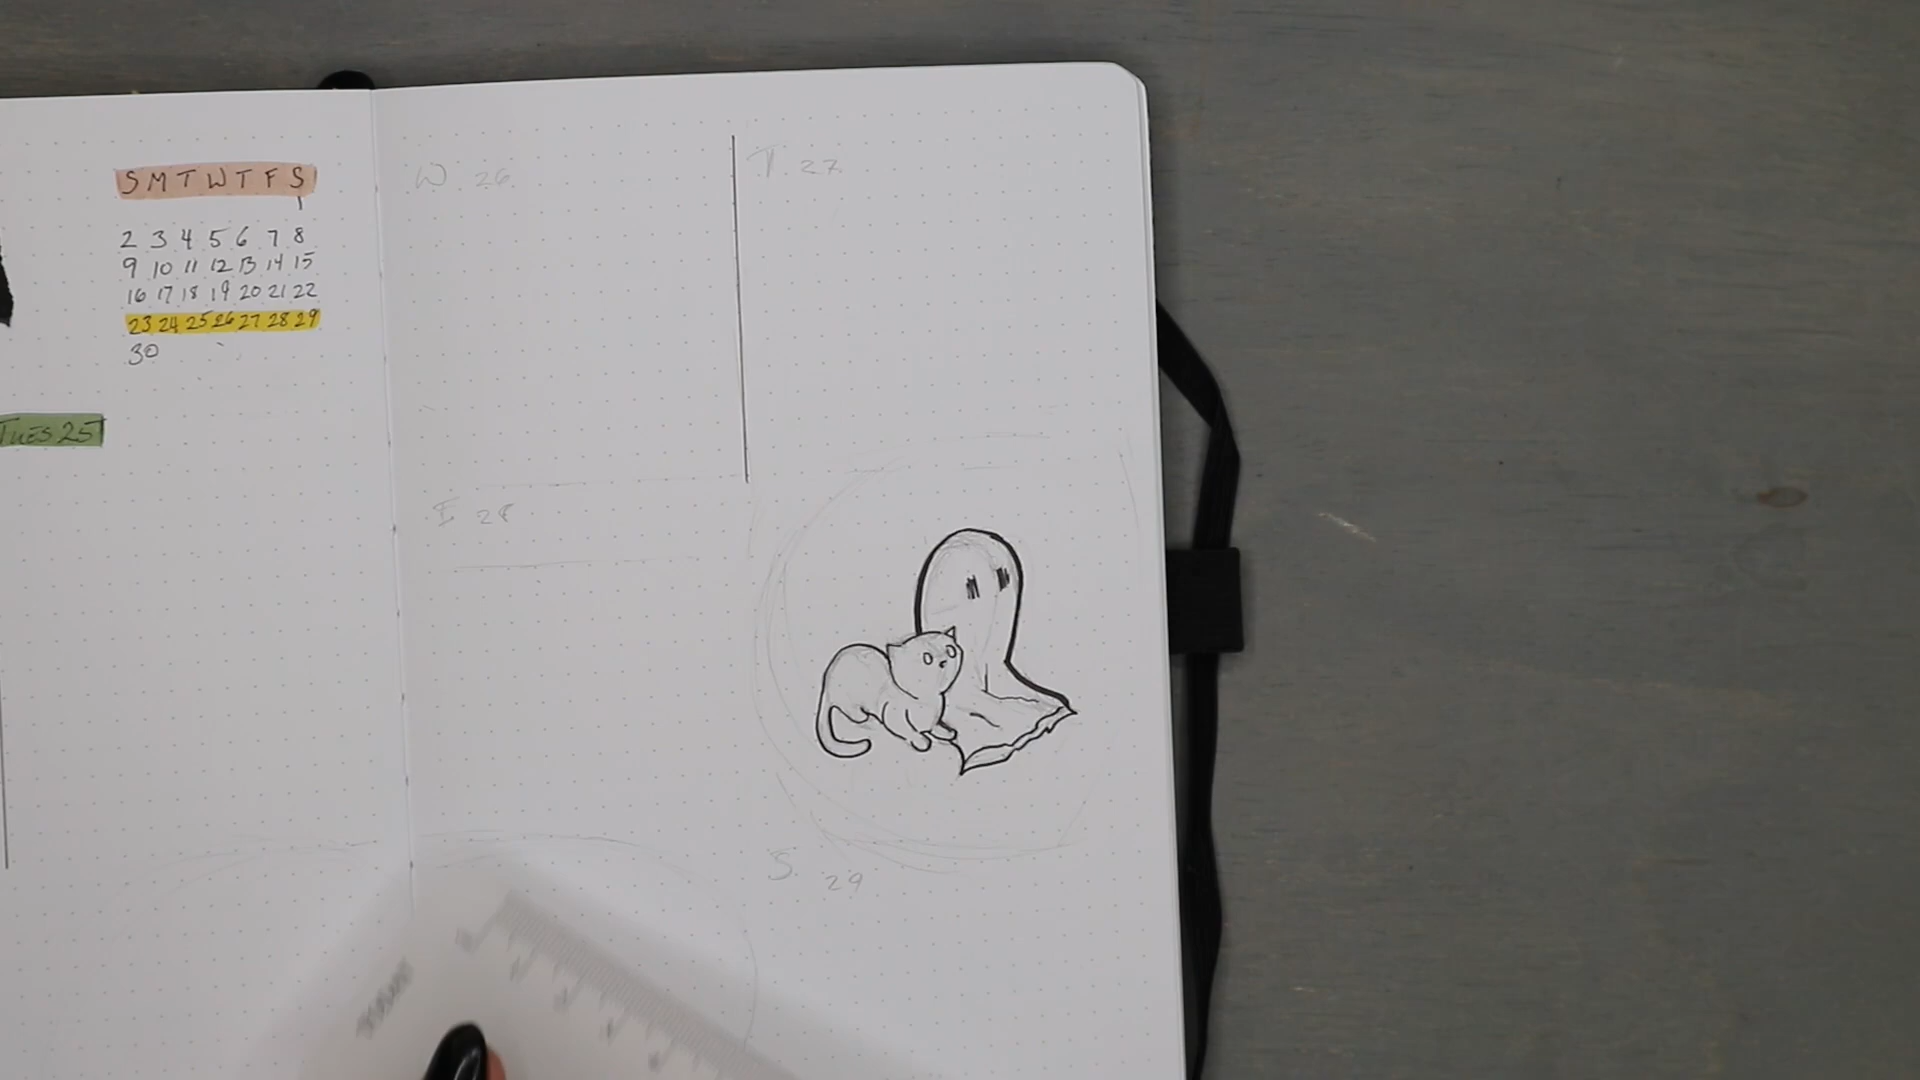 S M T W T F S
1
2 3 4 5 6 7 8
9 10 11 12 13 14 15
16 17 18 19 20 21 22
23 24 25 26 27 28 29
30
TUES 25
W. 26
T. 27
F 28
S. 29